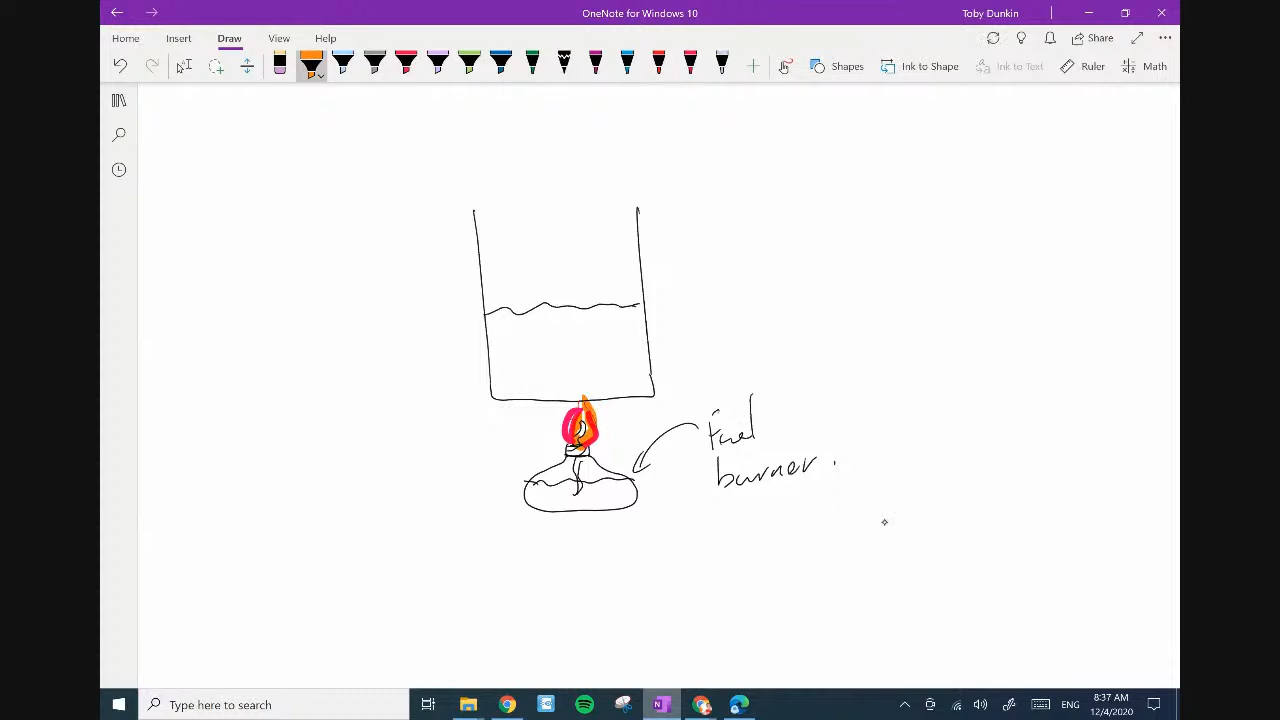 OneNote for Windows 10
Toby Dunkin
Home Insert Draw View Help
Share
Shapes Ink to Shape Ink to Text Ruler Math
Fuel
burner.
Type here to search
ENG
8:37 AM
12/4/2020